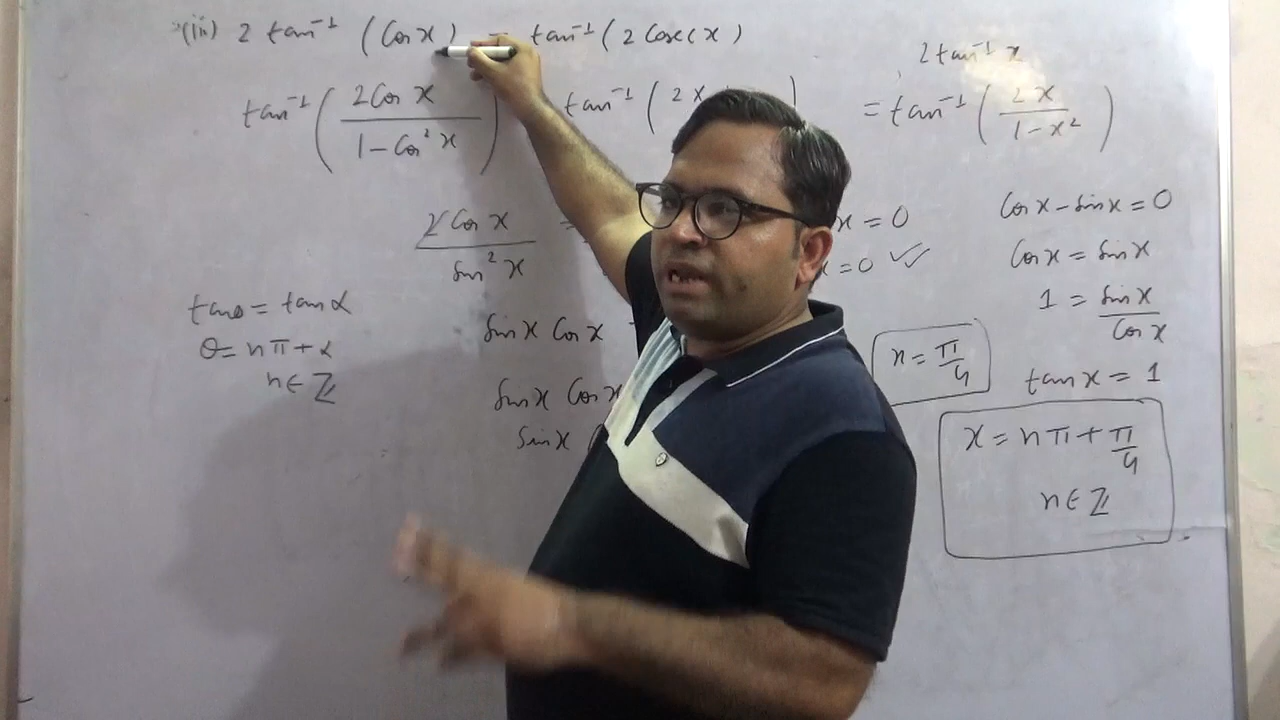 (iii) 2 tan⁻¹ (Cos x) = tan⁻¹ (2 Cosec x)
tan⁻¹ (2 Cos x / 1 - Cos² x) tan⁻¹ (2 x )
2 Cos x / Sin² x =
Sin x Cos x
Sin x Cos x
Sin x (
tan θ = tan α
θ = nπ + α
n ∈ ℤ
x = 0
x = 0 ✓✓
x = π/4
2 tan⁻¹ x
= tan⁻¹ (2x / 1 - x²)
Cos x - Sin x = 0
Cos x = Sin x
1 = Sin x / Cos x
tan x = 1
x = nπ + π/4
n ∈ ℤ